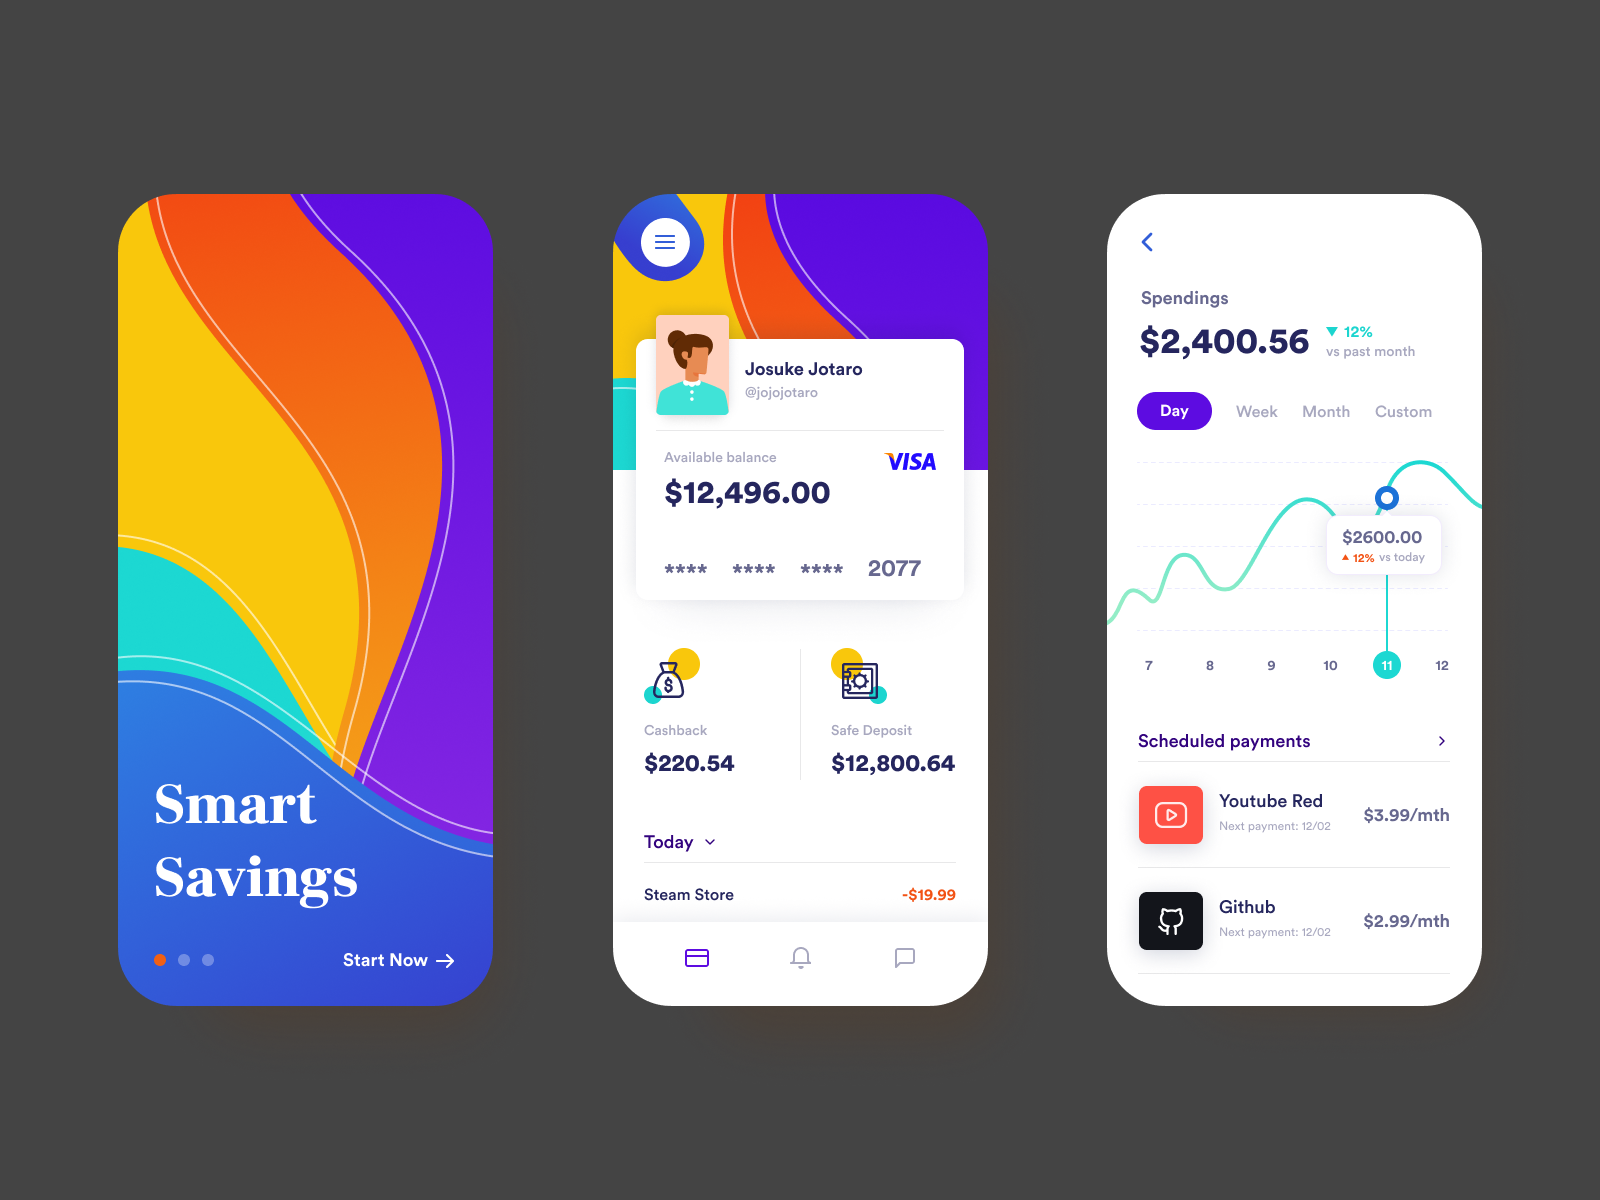 Smart
Savings
Start Now
Josuke Jotaro
@jojojotaro
Available balance
VISA
$12,496.00
**** **** **** 2077
$
Cashback
$220.54
Safe Deposit
$12,800.64
Today
Steam Store
-$19.99
Spendings
$2,400.56
12%
vs past month
Day Week Month Custom
$2600.00
12% vs today
7 8 9 10 11 12
Scheduled payments
Youtube Red
Next payment: 12/02
$3.99/mth
Github
Next payment: 12/02
$2.99/mth